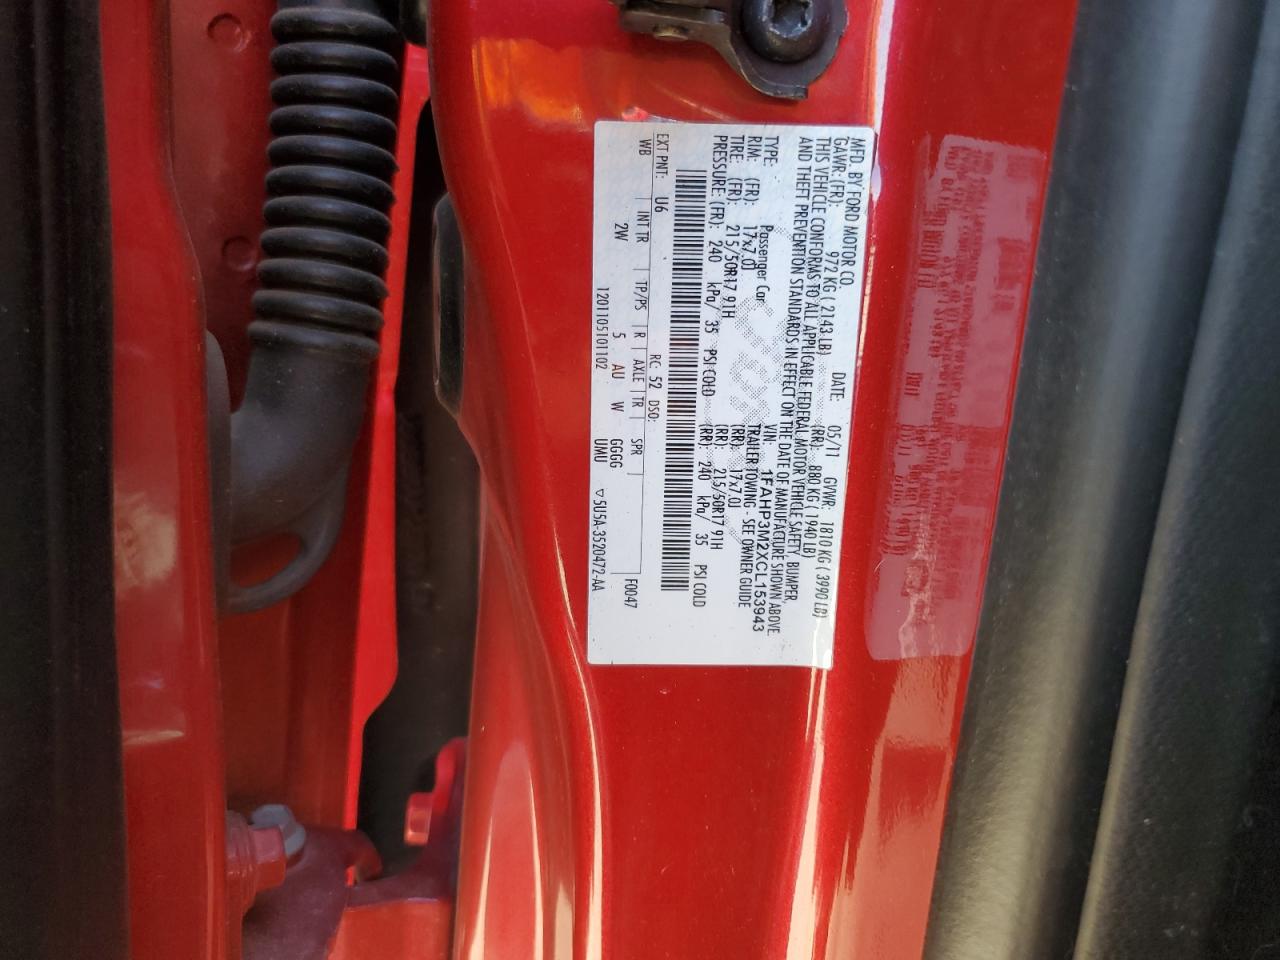 MFD. BY FORD MOTOR CO.
DATE: 05/11 GVWR: 1810 KG ( 3990 LB)
GAWR:(FR): 972 KG ( 2143 LB) (RR): 880 KG ( 1940 LB)
THIS VEHICLE CONFORMS TO ALL APPLICABLE FEDERAL MOTOR VEHICLE SAFETY, BUMPER,
AND THEFT PREVENTION STANDARDS IN EFFECT ON THE DATE OF MANUFACTURE SHOWN ABOVE.
VIN: 1FAHP3M2XCL153943
TYPE: Passenger Car TRAILER TOWING - SEE OWNER GUIDE
RIM: (FR): 17x7.0J (RR): 17x7.0J
TIRE: (FR): 215/50R17 91H (RR): 215/50R17 91H
PRESSURE: (FR): 240 kPa/ 35 PSI COLD (RR): 240 kPa/ 35 PSI COLD
F0047
EXT PNT: U6 RC: 52 DSO:
WB | INT TR | TP/PS | R | AXLE | TR | SPR
2W 5 AU W GGGG
UMU
1201105101102 ▽5U5A-3520472-AA